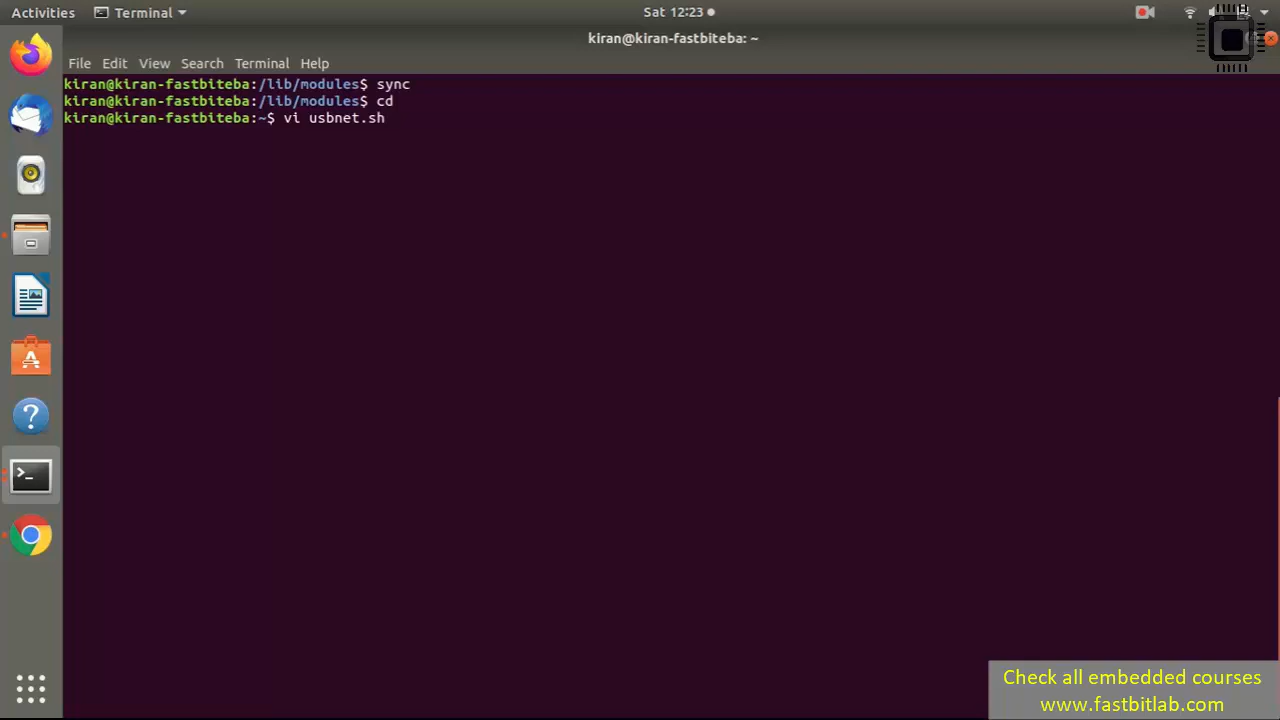 Activities Terminal Sat 12:23
kiran@kiran-fastbiteba: ~
File Edit View Search Terminal Help
kiran@kiran-fastbiteba:/lib/modules$ sync
kiran@kiran-fastbiteba:/lib/modules$ cd
kiran@kiran-fastbiteba:~$ vi usbnet.sh
Check all embedded courses
www.fastbitlab.com